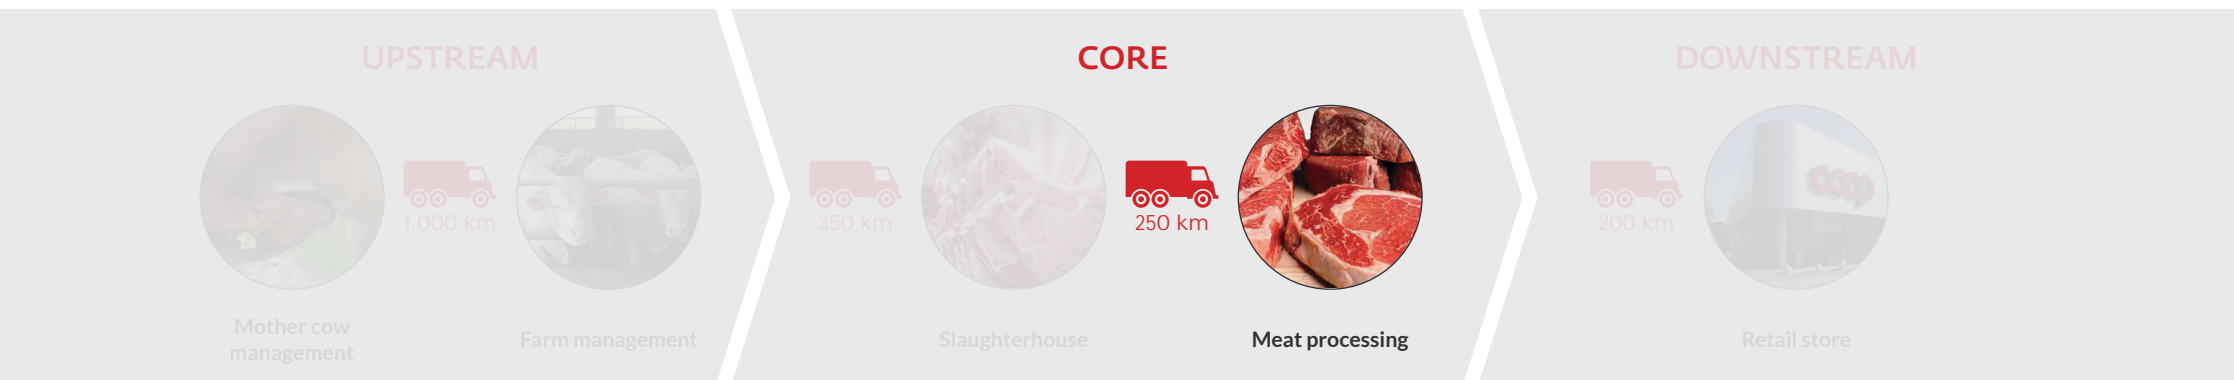 UPSTREAM
CORE
DOWNSTREAM
coop
1.000 km
350 km
250 km
200 km
Mother cow
management
Farm management
Slaughterhouse
Meat processing
Retail store